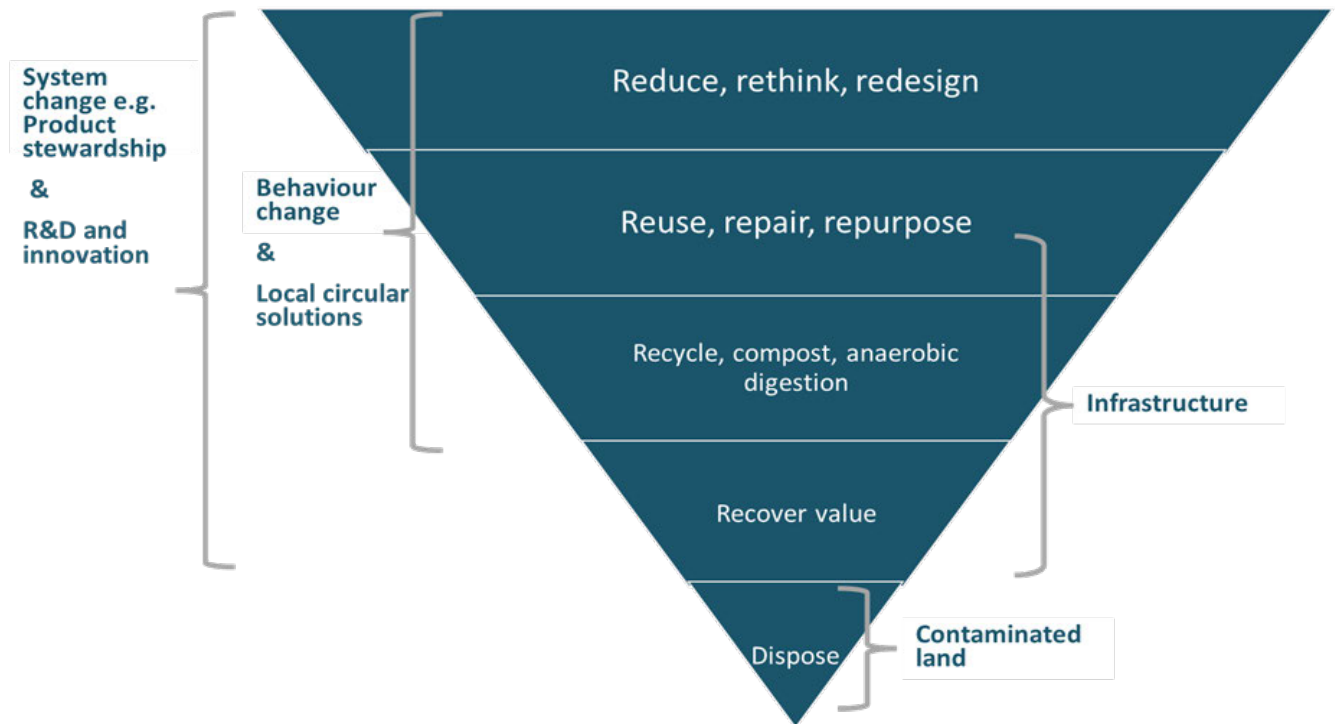 Reduce, rethink, redesign
System
change e.g.
Product
stewardship
&
R&D and
innovation
Behaviour
change
&
Local circular
solutions
Reuse, repair, repurpose
Recycle, compost, anaerobic
digestion
Infrastructure
Recover value
Dispose
Contaminated
land